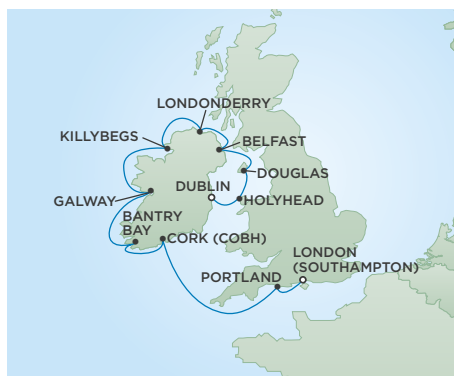 LONDONDERRY
KILLYBEGS
BELFAST
DOUGLAS
DUBLIN
HOLYHEAD
GALWAY
BANTRY
BAY
CORK (COBH)
LONDON
(SOUTHAMPTON)
PORTLAND